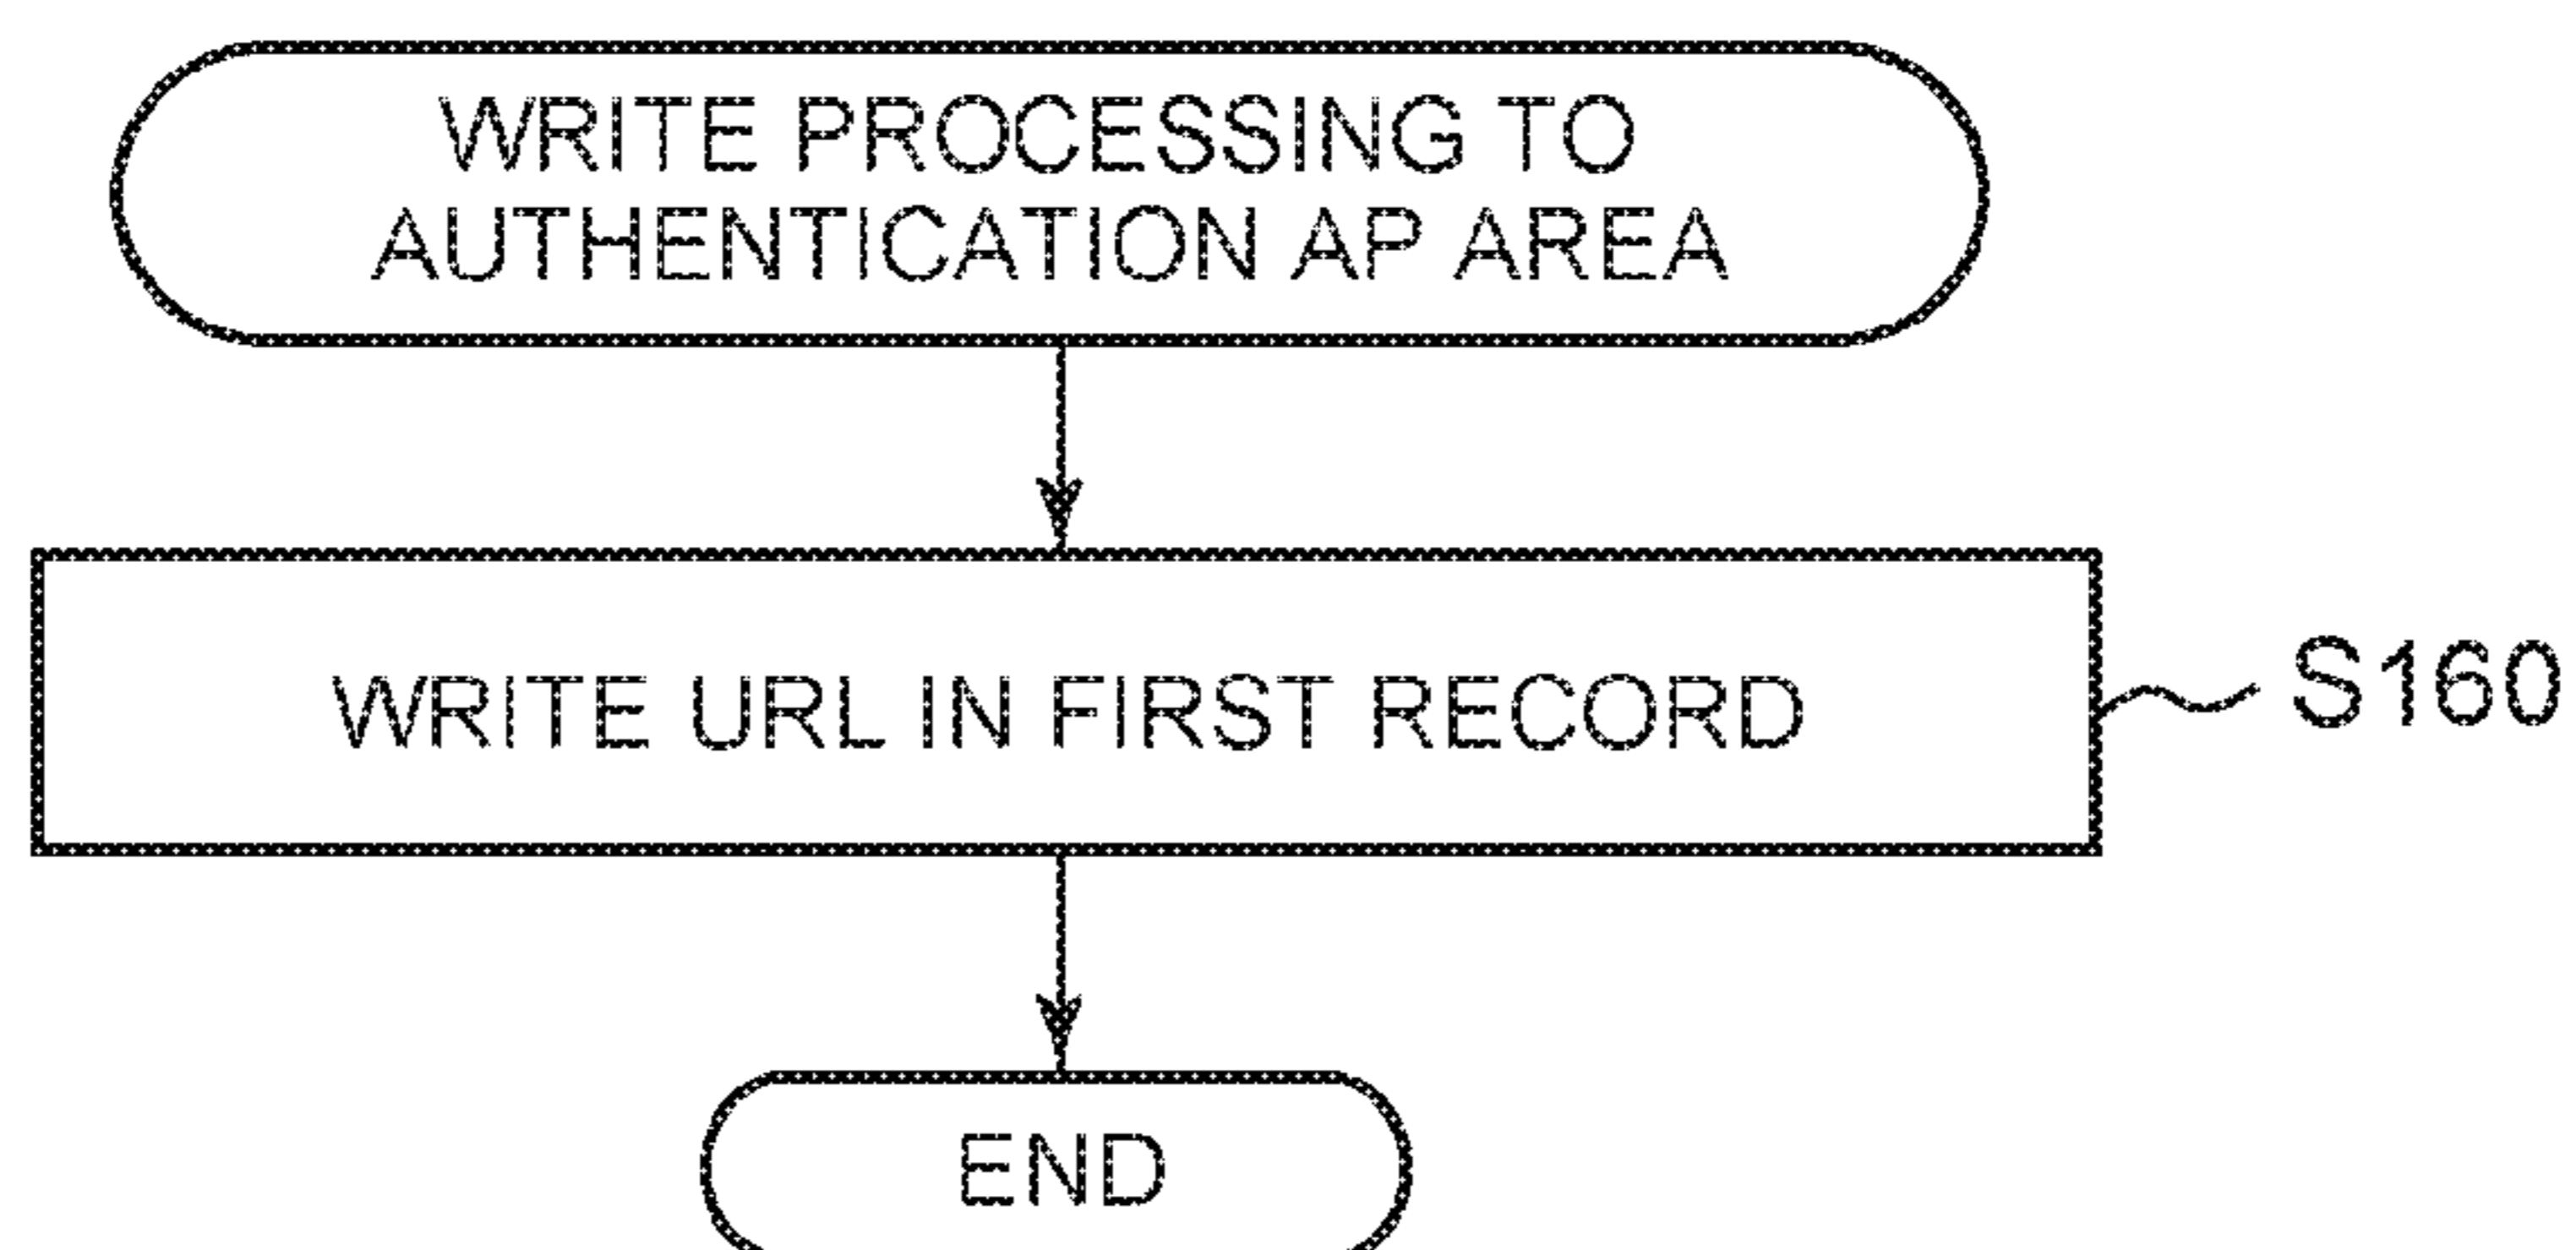 WRITE PROCESSING TO
AUTHENTICATION AP AREA
WRITE URL IN FIRST RECORD
S160
END